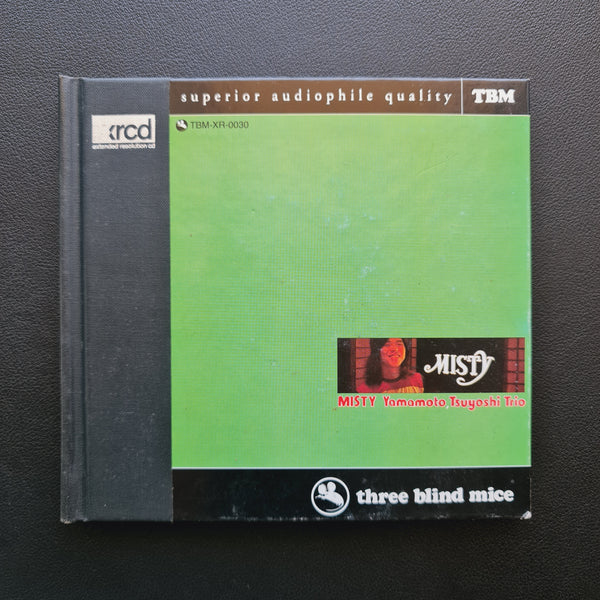 superior audiophile quality TBM
xrcd
extended resolution cd
TBM-XR-0030
MISTY
MISTY Yamamoto, Tsuyoshi Trio
three blind mice